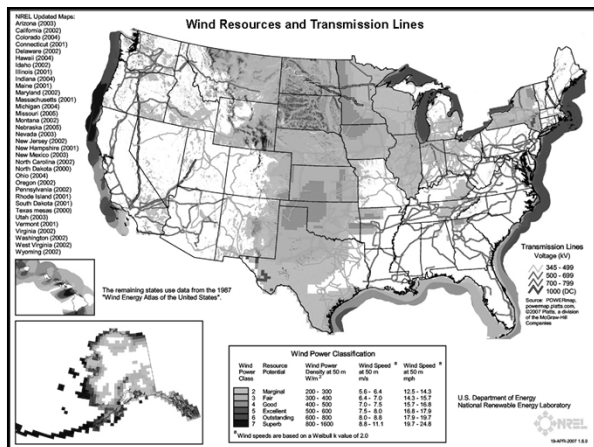 Wind Resources and Transmission Lines
NREL Updated Maps:
Arizona (2003)
California (2002)
Colorado (2004)
Connecticut (2001)
Delaware (2002)
Hawaii (2004)
Idaho (2002)
Illinois (2001)
Indiana (2004)
Maine (2001)
Maryland (2002)
Massachusetts (2001)
Michigan (2004)
Missouri (2005)
Montana (2002)
Nebraska (2005)
Nevada (2003)
New Jersey (2002)
New Hampshire (2001)
New Mexico (2003)
North Carolina (2002)
North Dakota (2000)
Ohio (2004)
Oregon (2002)
Pennsylvania (2002)
Rhode Island (2001)
South Dakota (2001)
Texas mesas (2000)
Utah (2003)
Vermont (2001)
Virginia (2002)
Washington (2002)
West Virginia (2002)
Wyoming (2002)
The remaining states use data from the 1987
"Wind Energy Atlas of the United States".
Transmission Lines
Voltage (kV)
345 - 499
500 - 699
700 - 799
1000 (DC)
Source: POWERmap,
powermap.platts.com,
©2007 Platts, a division
of the McGraw-Hill
Companies
Wind Power Classification
Wind Power Class Resource Potential Wind Power Density at 50 m W/m² Wind Speed * at 50 m m/s Wind Speed * at 50 m mph
2 Marginal 200 - 300 5.6 - 6.4 12.5 - 14.3
3 Fair 300 - 400 6.4 - 7.0 14.3 - 15.7
4 Good 400 - 500 7.0 - 7.5 15.7 - 16.8
5 Excellent 500 - 600 7.5 - 8.0 16.8 - 17.9
6 Outstanding 600 - 800 8.0 - 8.8 17.9 - 19.7
7 Superb 800 - 1600 8.8 - 11.1 19.7 - 24.8
* Wind speeds are based on a Weibull k value of 2.0
U.S. Department of Energy
National Renewable Energy Laboratory
NREL
19-APR-2007 1.8.5